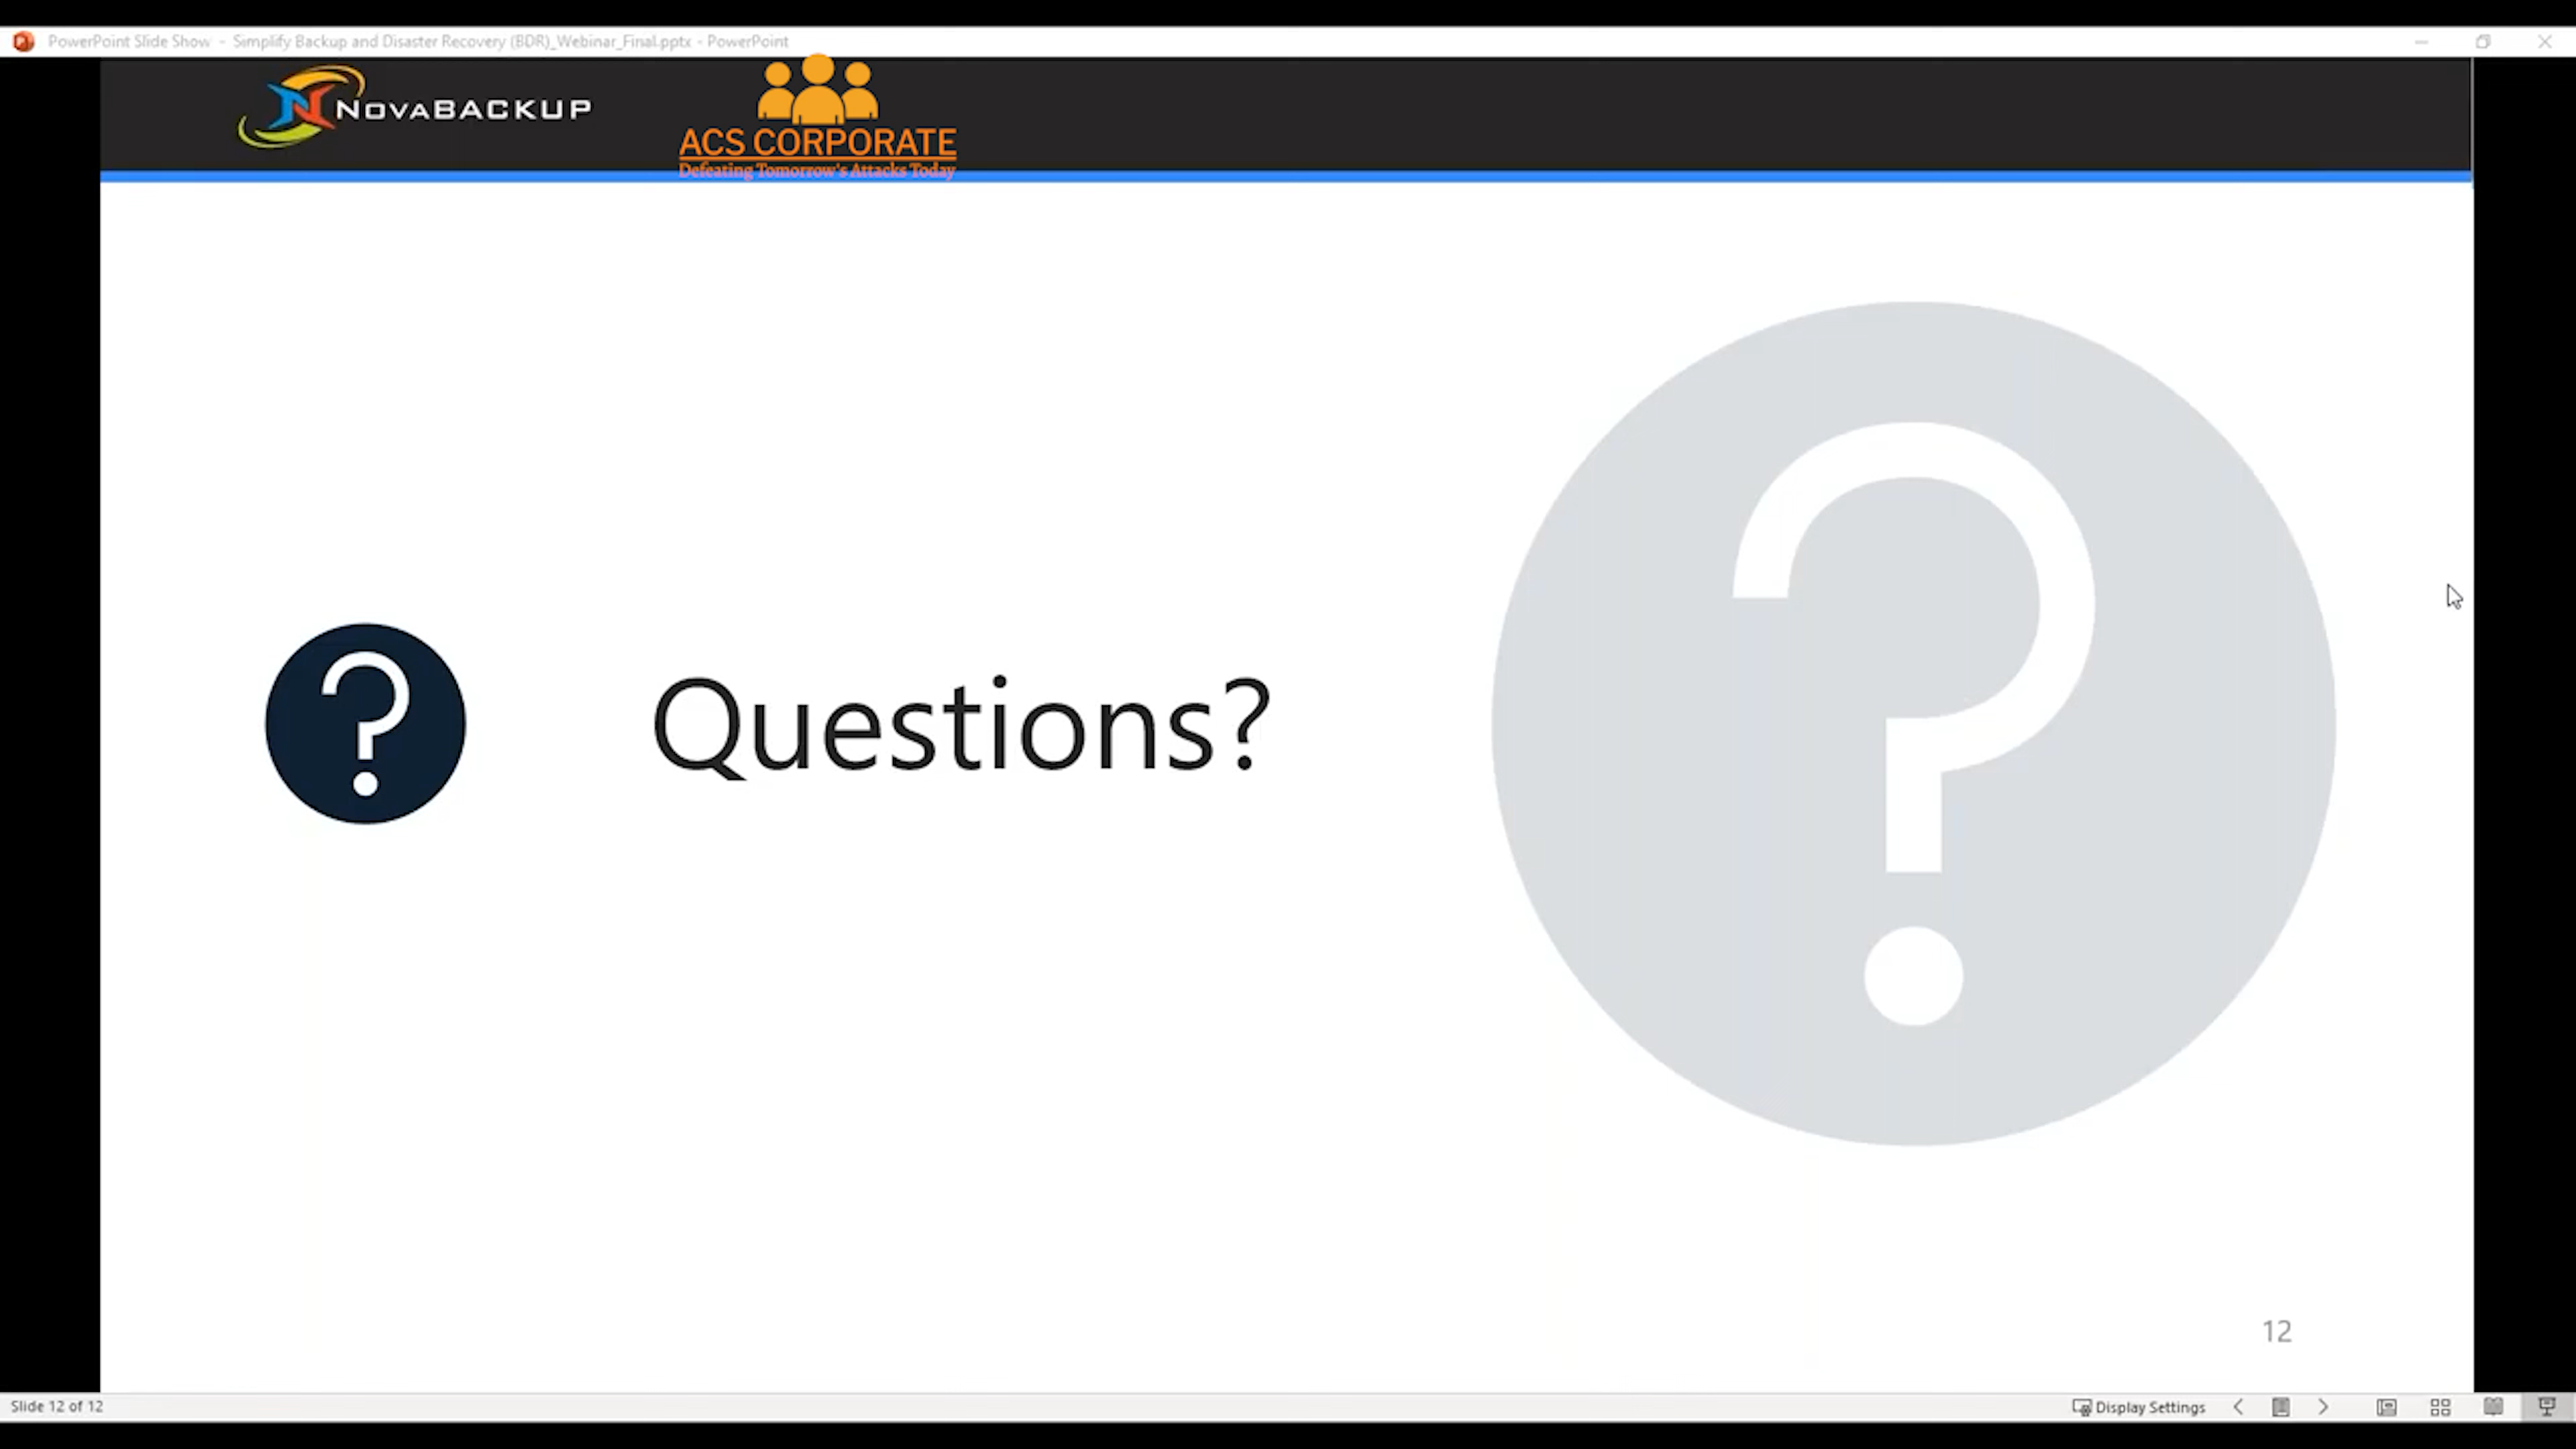 PowerPoint Slide Show - Simplify Backup and Disaster Recovery (BDR)_Webinar_Final.pptx - PowerPoint
NOVABACKUP
ACS CORPORATE
Defeating Tomorrow's Attacks Today
?
Questions?
?
12
Slide 12 of 12
Display Settings